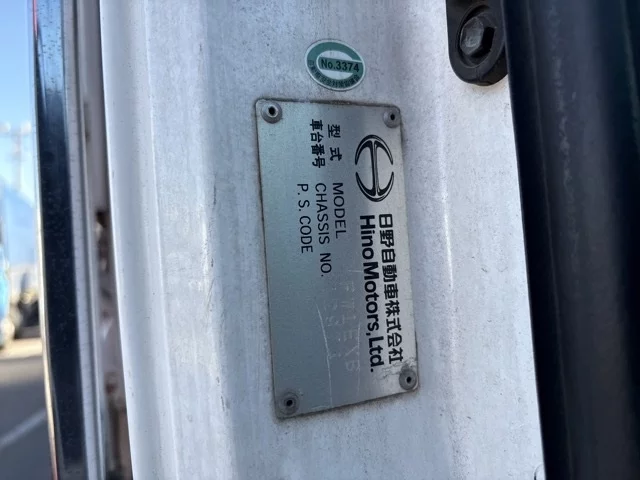 No.3374
日野自動車株式会社
Hino Motors, Ltd.
型式 MODEL
車台番号 CHASSIS NO.
P.S.CODE